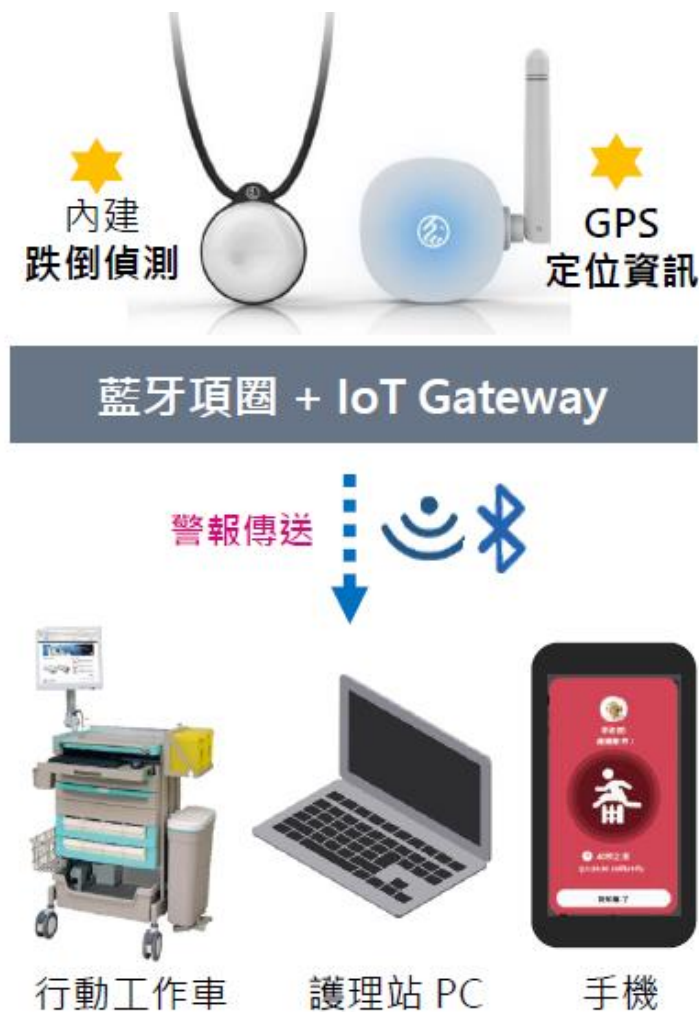 內建
跌倒偵測
GPS
定位資訊
藍牙項圈 + IoT Gateway
警報傳送
行動工作車
護理站 PC
手機